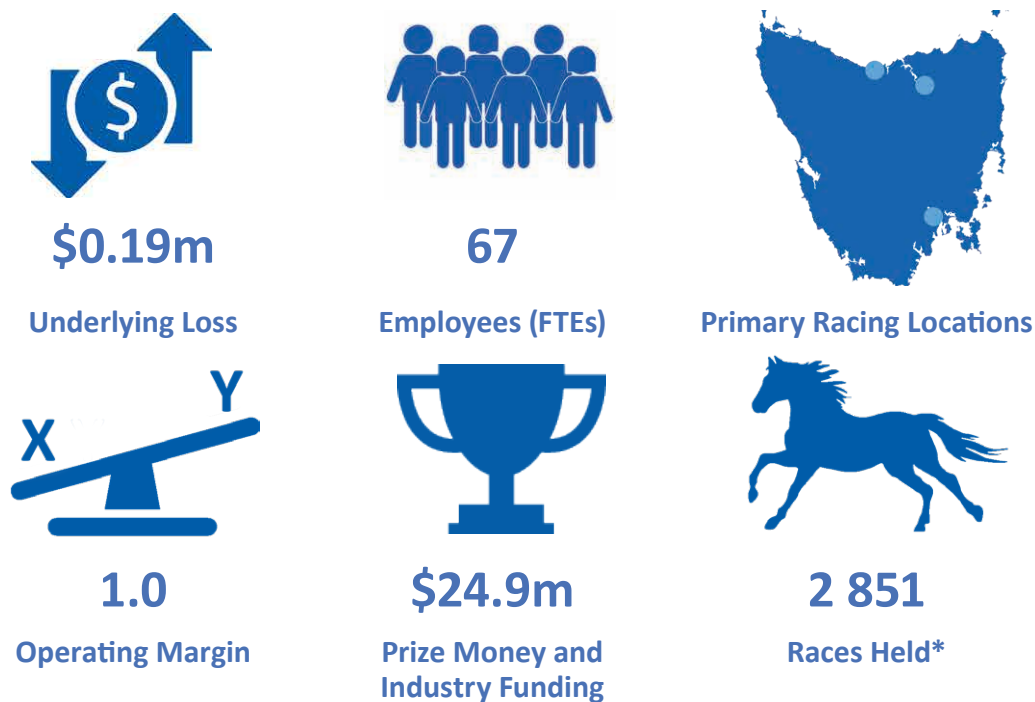 $
$0.19m
Underlying Loss
67
Employees (FTEs)
Primary Racing Locations
X
Y
1.0
Operating Margin
$24.9m
Prize Money and
Industry Funding
2 851
Races Held*